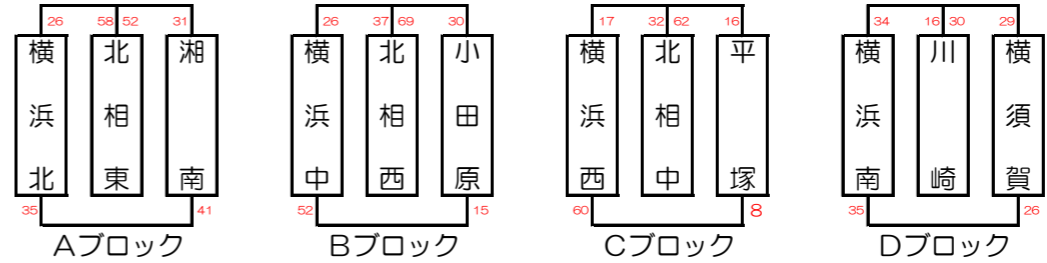 26 58 52 31
横浜北 北相東 湘南
35 41
Aブロック
26 37 69 30
横浜中 北相西 小田原
52 15
Bブロック
17 32 62 16
横浜西 北相中 平塚
60 8
Cブロック
34 16 30 29
横浜南 川崎 横須賀
35 26
Dブロック